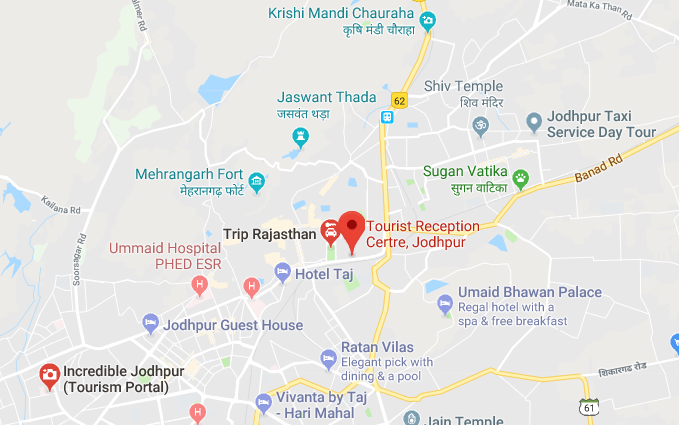 Mata Ka Than Rd
almer Rd
Krishi Mandi Chauraha
कृषि मंडी चौराहा
62
Jaswant Thada
जसवंत थड़ा
Shiv Temple
शिव मंदिर
Jodhpur Taxi
Service Day Tour
Mehrangarh Fort
मेहरानगढ़ फोर्ट
Sugan Vatika
सुगन वाटिका
Banad Rd
Kailana Rd
Soorsagar Rd
Trip Rajasthan
Tourist Reception
Certre, Jodhpur
Ummaid Hospital
PHED ESR
Hotel Taj
Umaid Bhawan Palace
Regal hotel with a
spa & free breakfast
Jodhpur Guest House
Ratan Vilas
Elegant pick with
dining & a pool
Incredible Jodhpur
(Tourism Portal)
शिकारगढ़ रोड
Vivanta by Taj
- Hari Mahal
61
Jain Temple